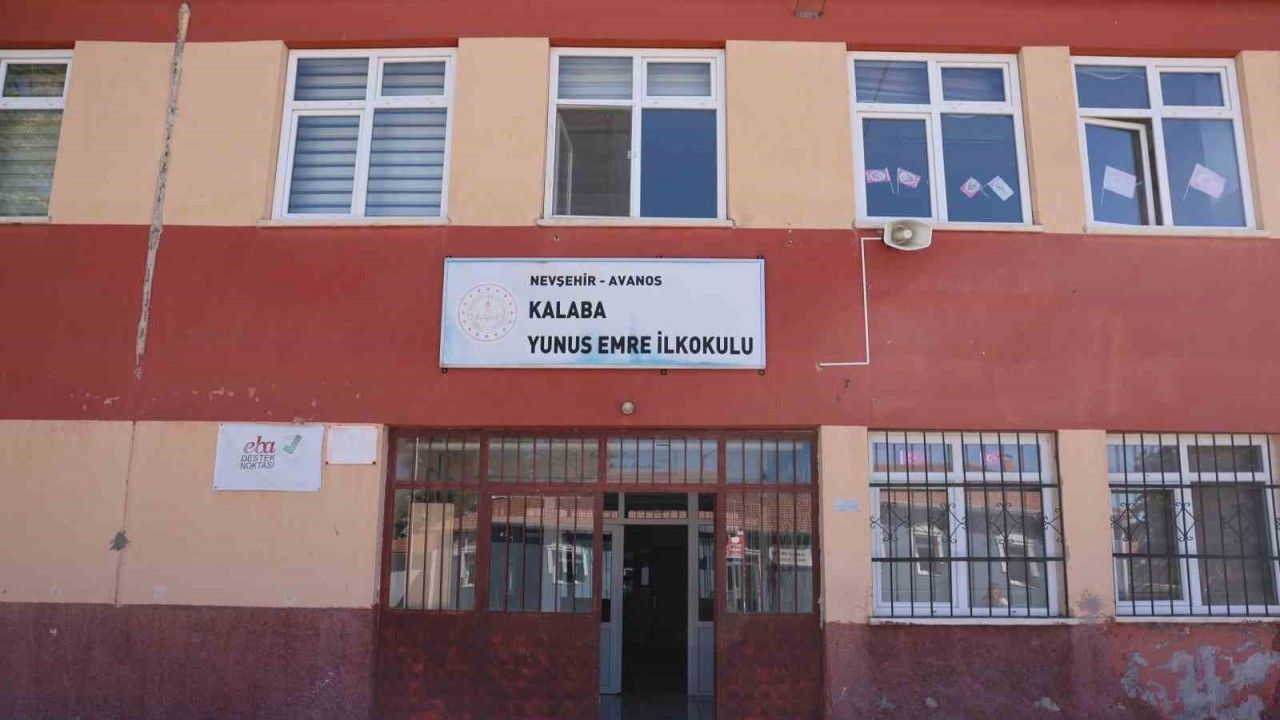 NEVŞEHİR - AVANOS
KALABA
YUNUS EMRE İLKOKULU
eba
DESTEK
NOKTASI